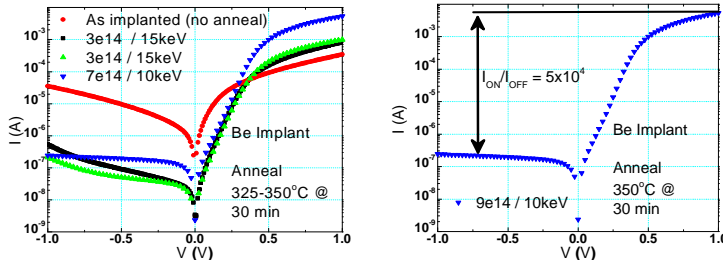 As implanted (no anneal)
3e14 / 15keV
3e14 / 15keV
7e14 / 10keV
10⁻³
10⁻⁴
10⁻⁵
10⁻⁶
10⁻⁷
10⁻⁸
10⁻⁹
I (A)
Be Implant
Anneal
325-350°C @
30 min
-1.0
-0.5
0.0
0.5
1.0
V (V)
10⁻³
10⁻⁴
10⁻⁵
10⁻⁶
10⁻⁷
10⁻⁸
10⁻⁹
I (A)
I_ON/I_OFF = 5x10⁴
Be Implant
Anneal
350°C @
30 min
9e14 / 10keV
-1.0
-0.5
0.0
0.5
1.0
V (V)